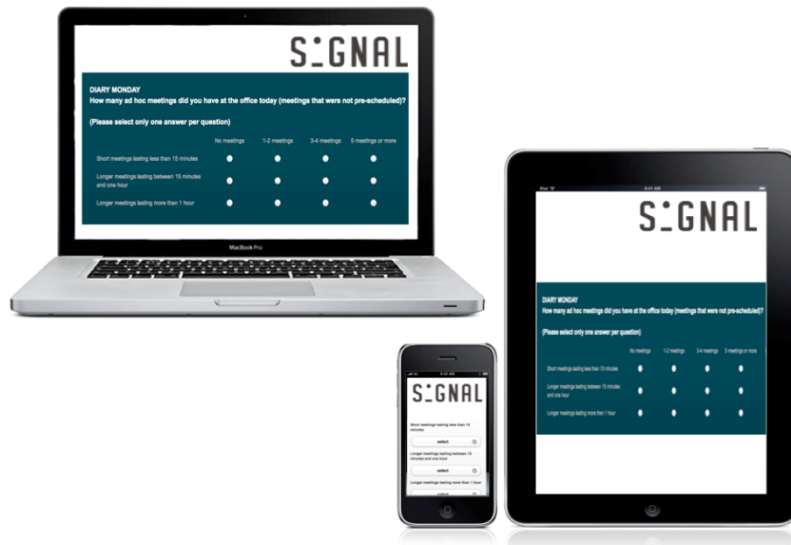 SIGNAL
DIARY MONDAY
How many ad hoc meetings did you have at the office today (meetings that were not pre-scheduled)?
(Please select only one answer per question)
No meetings 1-2 meetings 3-4 meetings 5 meetings or more
Short meetings lasting less than 15 minutes
Longer meetings lasting between 15 minutes
and one hour
Longer meetings lasting more than 1 hour
MacBook Pro
iPad 9:41 AM
SIGNAL
DIARY MONDAY
How many ad hoc meetings did you have at the office today (meetings that were not pre-scheduled)?
(Please select only one answer per question)
No meetings 1-2 meetings 3-4 meetings 5 meetings or more
Short meetings lasting less than 15 minutes
Longer meetings lasting between 15 minutes
and one hour
Longer meetings lasting more than 1 hour
SIGNAL
Short meetings lasting less than 15
minutes
select
Longer meetings lasting between 15
minutes and one hour
select
Longer meetings lasting more than 1 hour
select